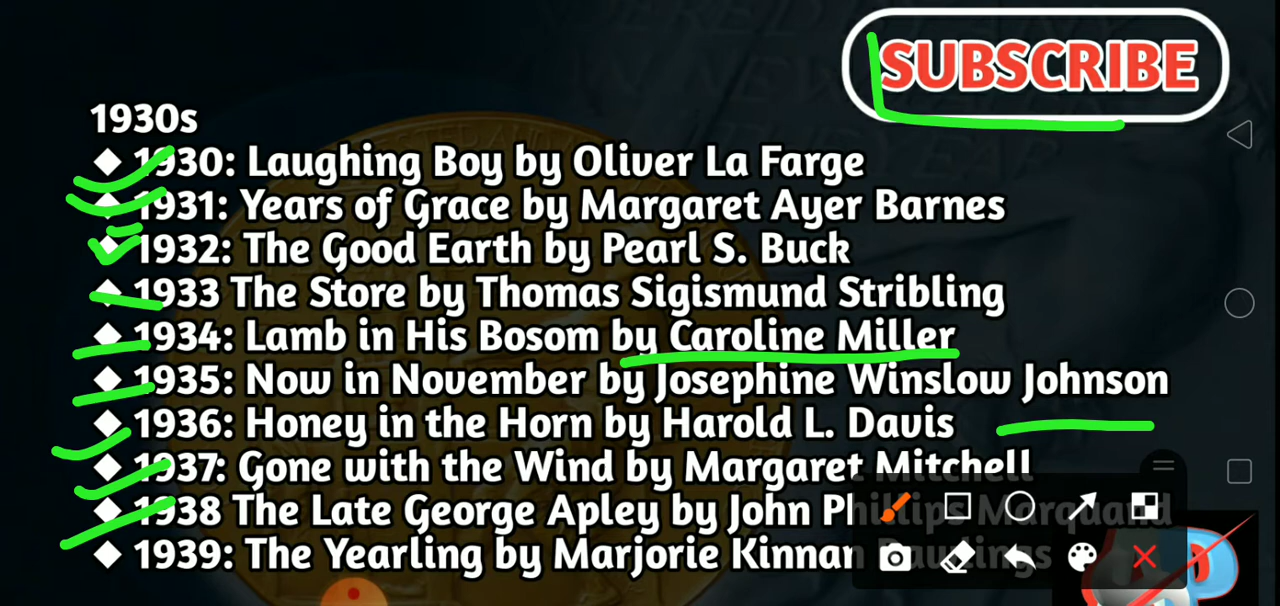 SUBSCRIBE
1930s
◆ 1930: Laughing Boy by Oliver La Farge
◆ 1931: Years of Grace by Margaret Ayer Barnes
◆ 1932: The Good Earth by Pearl S. Buck
◆ 1933 The Store by Thomas Sigismund Stribling
◆ 1934: Lamb in His Bosom by Caroline Miller
◆ 1935: Now in November by Josephine Winslow Johnson
◆ 1936: Honey in the Horn by Harold L. Davis
◆ 1937: Gone with the Wind by Margaret Mitchell
◆ 1938 The Late George Apley by John Phillips Marquand
◆ 1939: The Yearling by Marjorie Kinnan Rawlings